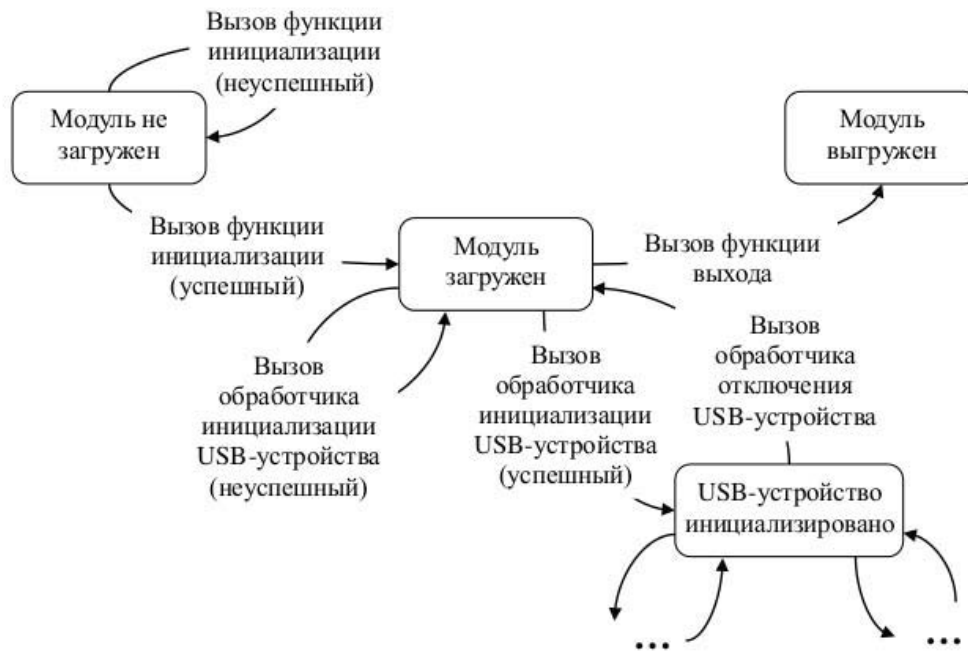 Вызов функции
инициализации
(неуспешный)
Модуль не
загружен
Модуль
выгружен
Вызов функции
инициализации
(успешный)
Модуль
загружен
Вызов функции
выхода
Вызов
обработчика
инициализации
USB-устройства
(неуспешный)
Вызов
обработчика
инициализации
USB-устройства
(успешный)
Вызов
обработчика
отключения
USB-устройства
USB-устройство
инициализировано
...
...